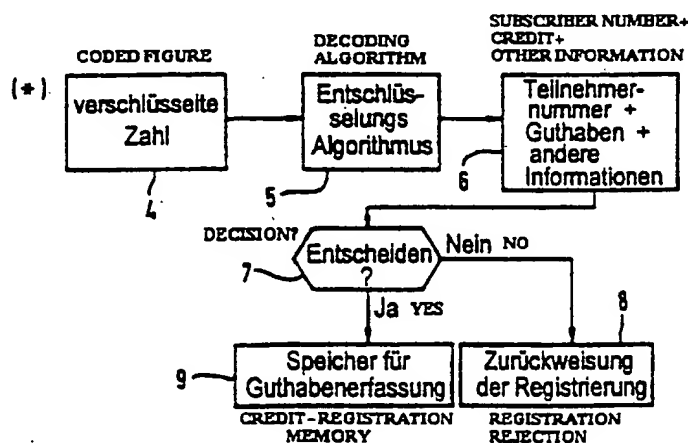 SUBSCRIBER NUMBER+
CREDIT+
OTHER INFORMATION
DECODING
ALGORITHM
CODED FIGURE
(*)
verschlüsseite
Zahl
4
Entschlüs-
selungs
Algorithmus
5
Teilnehmer-
nummer +
Guthaben +
andere
Informationen
6
DECISION?
Entscheiden
?
7
Nein NO
Ja YES
8
9
Speicher für
Guthabenerfassung
CREDIT-REGISTRATION
MEMORY
Zurückweisung
der Registrierung
REGISTRATION
REJECTION